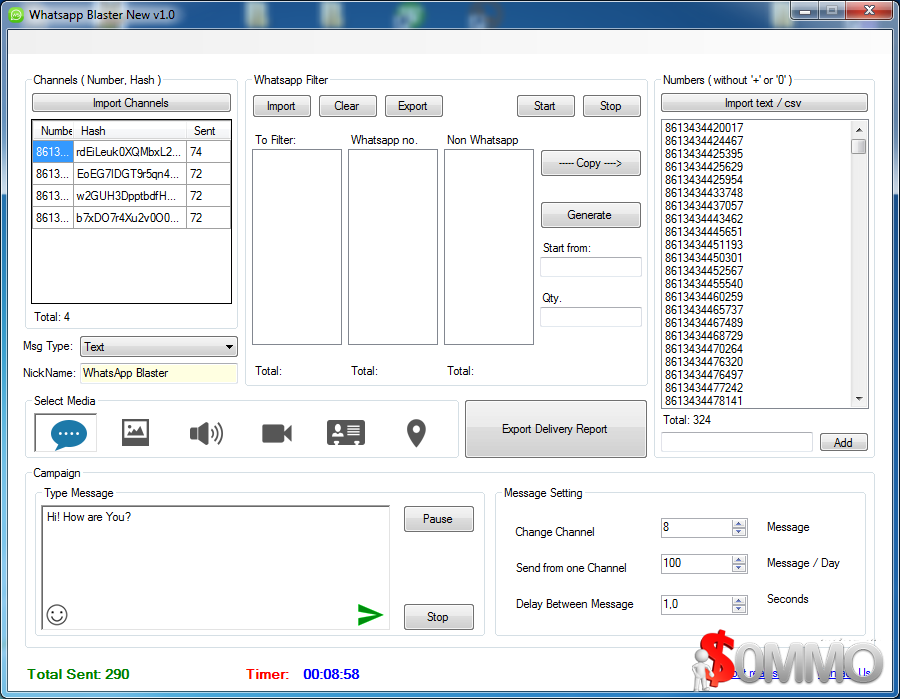 Whatsapp Blaster New v1.0
Channels ( Number, Hash )
Import Channels
Numbe Hash Sent
8613... rdEiLeuk0XQMbxL2... 74
8613... EoEG7lDGT9r5qn4... 72
8613... w2GUH3DpptbdfH... 72
8613... b7xDO7r4Xu2v0O0... 72
Total: 4
Msg Type: Text
NickName: WhatsApp Blaster
Whatsapp Filter
Import Clear Export Start Stop
To Filter: Whatsapp no. Non Whatsapp
----- Copy ---->
Generate
Start from:
Qty.
Total: Total: Total:
Numbers ( without '+' or '0' )
Import text / csv
8613434420017
8613434424467
8613434425395
8613434425629
8613434425954
8613434433748
8613434437057
8613434443462
8613434445651
8613434451193
8613434450301
8613434452567
8613434455540
8613434460259
8613434465737
8613434467489
8613434468729
8613434470264
8613434476320
8613434476497
8613434477242
8613434478141
Total: 324
Add
Select Media
Export Delivery Report
Campaign
Type Message
Hi! How are You?
Pause
Stop
Message Setting
Change Channel 8 Message
Send from one Channel 100 Message / Day
Delay Between Message 1,0 Seconds
Total Sent: 290
Timer: 00:08:58
$OMMO